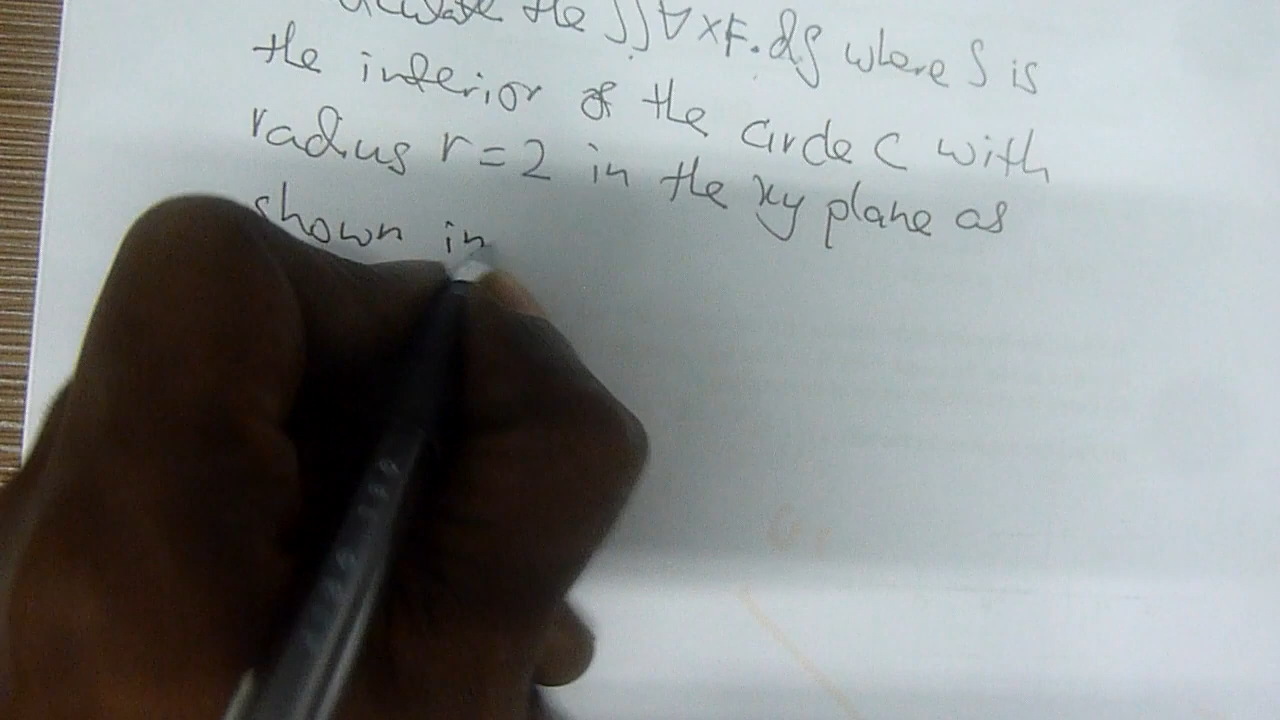 the ∬∇×F.dS where S is
the interior of the circle C with
radius r = 2 in the xy plane as
shown in